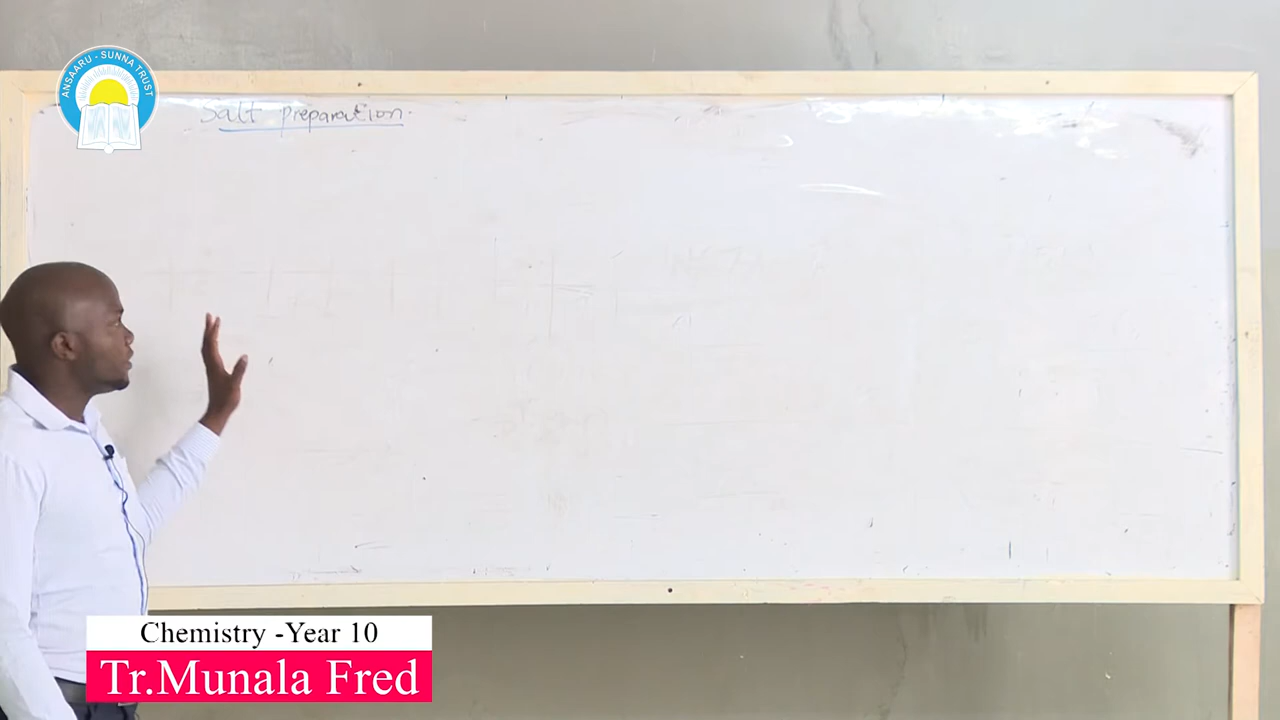 ANSAARU - SUNNA TRUST
Salt preparation.
Chemistry -Year 10
Tr.Munala Fred